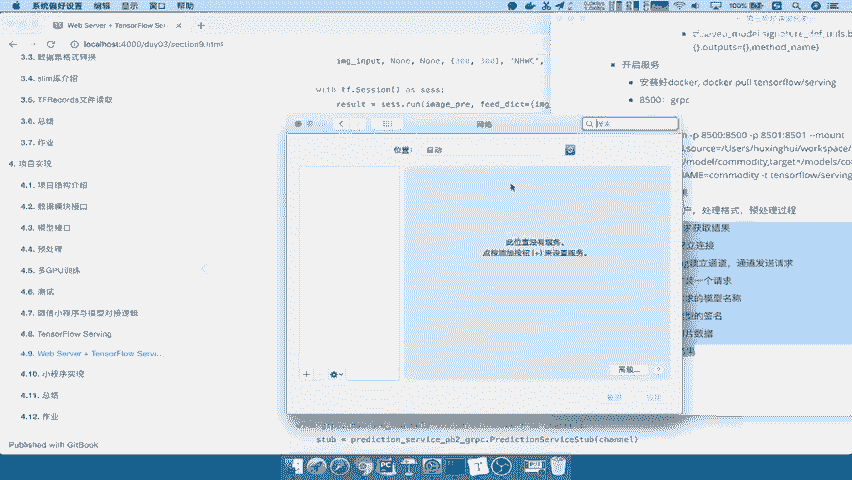 系统偏好设置 编辑 显示 窗口 帮助
100%
Web Server + TensorFlow Serv
localhost:4000/duy03/section9.html
3.3. 数据集格式转换
3.4. slim库介绍
3.5. TFRecords文件读取
3.6. 总结
3.7. 作业
4. 项目实现
4.1. 项目结构介绍
4.2. 数据模块接口
4.3. 模型接口
4.4. 预处理
4.5. 多GPU训练
4.6. 测试
4.7. 微信小程序与模型对接逻辑
4.8. TensorFlow Serving
4.9. Web Server + TensorFlow Servi...
4.10. 小程序实现
4.11. 总结
4.12. 作业
Published with GitBook
img_input, None, None, (300, 300), 'NHWC',
with tf.Session() as sess:
result = sess.run(image_pre, feed_dict={img_
网络
搜索
位置: 自动
此位置没有服务。
点按添加按钮 (+) 来设置服务。
高级...
?
stub = prediction_service_pb2_grpc.PredictionServiceStub(channel)
{}.outputs={},method_name}
开启服务
安装好docker, docker pull tensorflow/serving
8500: grpc
-p 8500:8500 -p 8501:8501 --mount
source=/Users/huxinghui/workspace/
/model/commodity,target=/models/co
NAME=commodity -t tensorflow/serving
户，处理格式，预处理过程
求获取结果
立连接
建立通道，通道发送请求
装一个请求
求的模型名称
型的签名
片数据